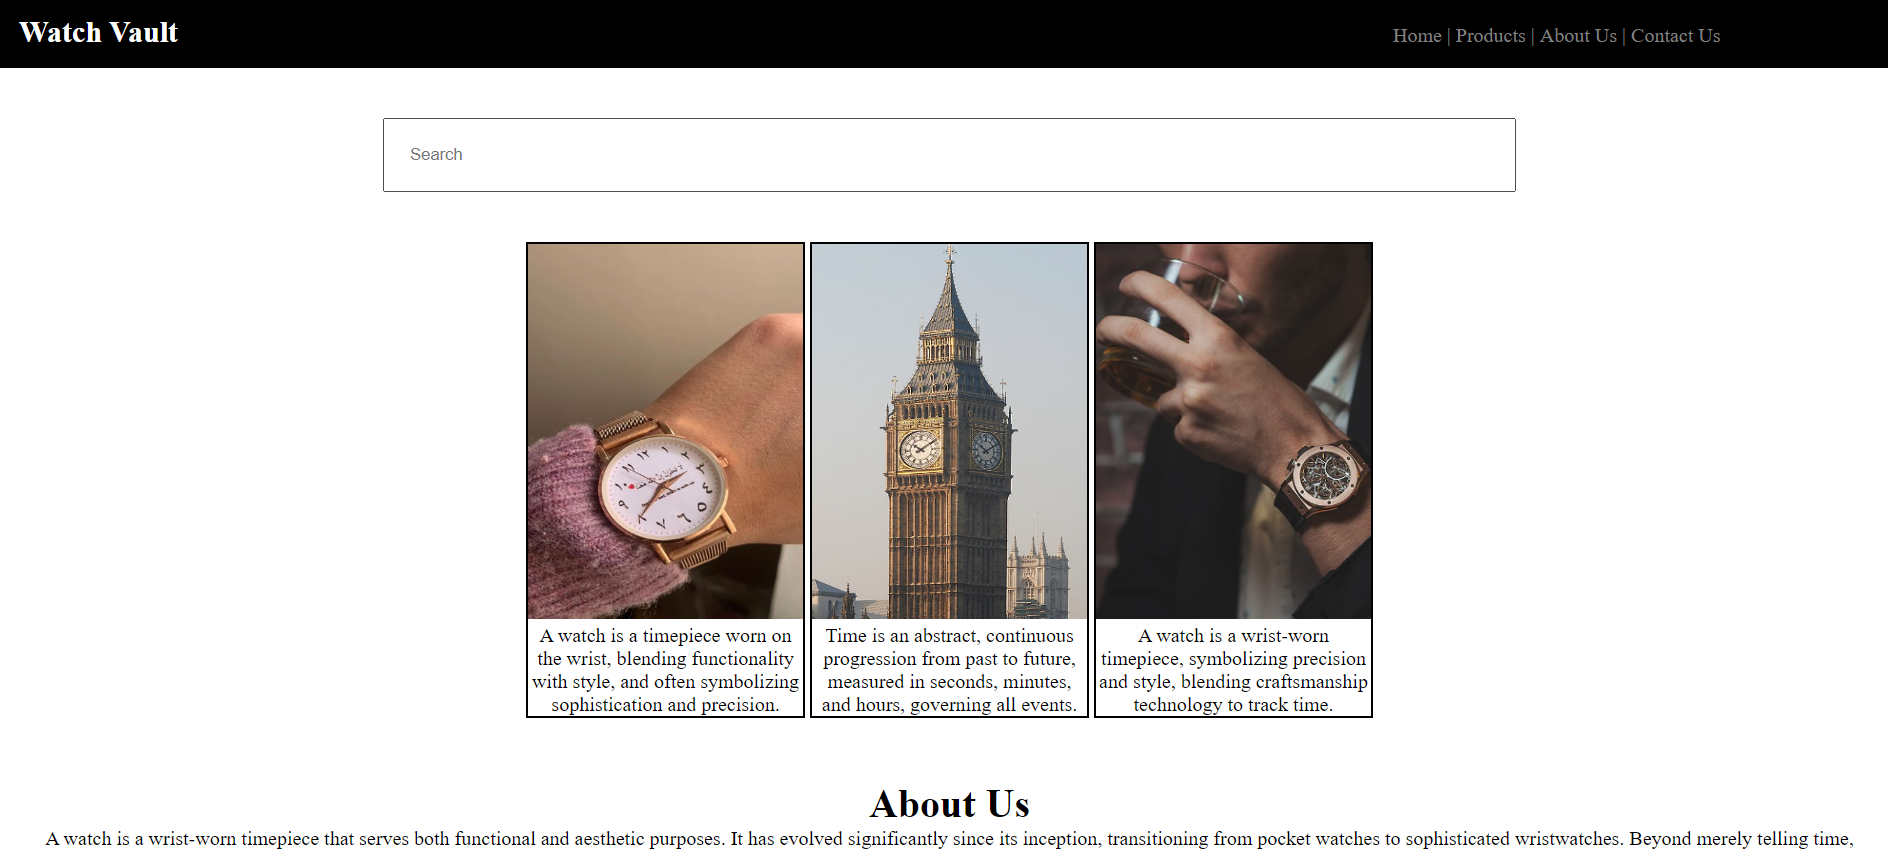 Watch Vault
Home | Products | About Us | Contact Us
Search
A watch is a timepiece worn on
the wrist, blending functionality
with style, and often symbolizing
sophistication and precision.
Time is an abstract, continuous
progression from past to future,
measured in seconds, minutes,
and hours, governing all events.
A watch is a wrist-worn
timepiece, symbolizing precision
and style, blending craftsmanship
technology to track time.
About Us
A watch is a wrist-worn timepiece that serves both functional and aesthetic purposes. It has evolved significantly since its inception, transitioning from pocket watches to sophisticated wristwatches. Beyond merely telling time,